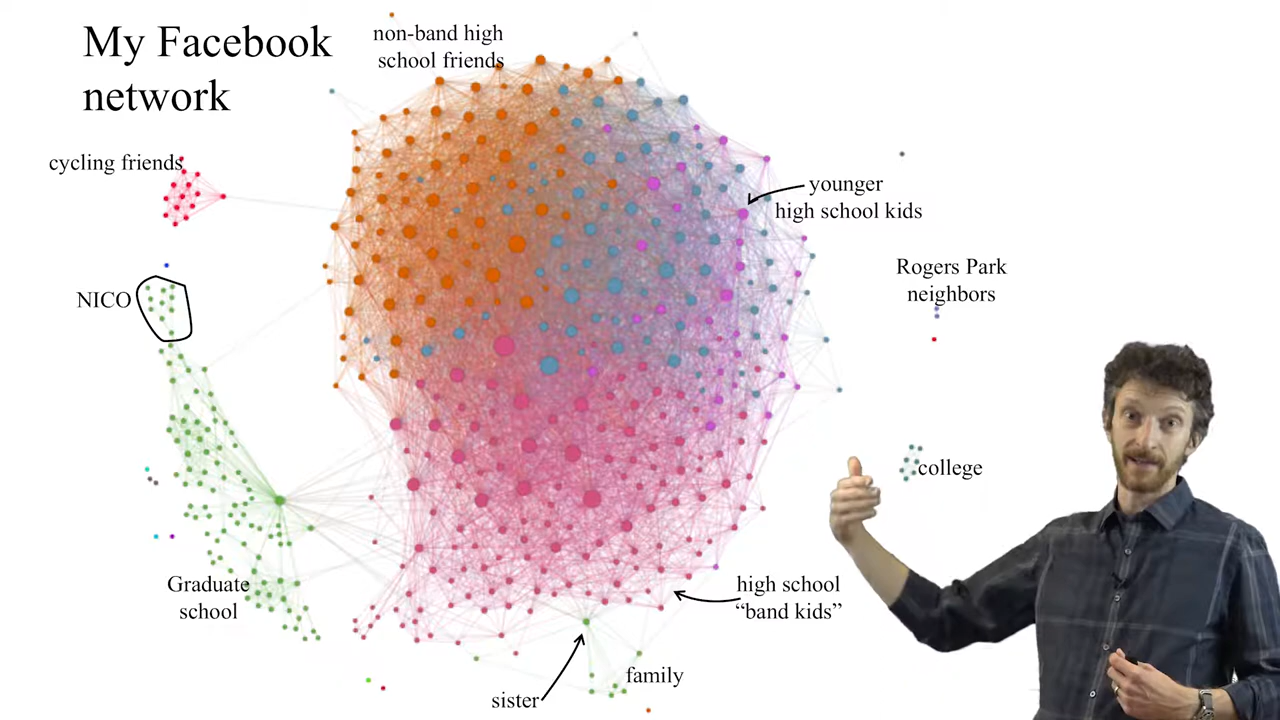 My Facebook
network
non-band high
school friends
cycling friends
younger
high school kids
NICO
Rogers Park
neighbors
college
Graduate
school
high school
“band kids”
sister
family